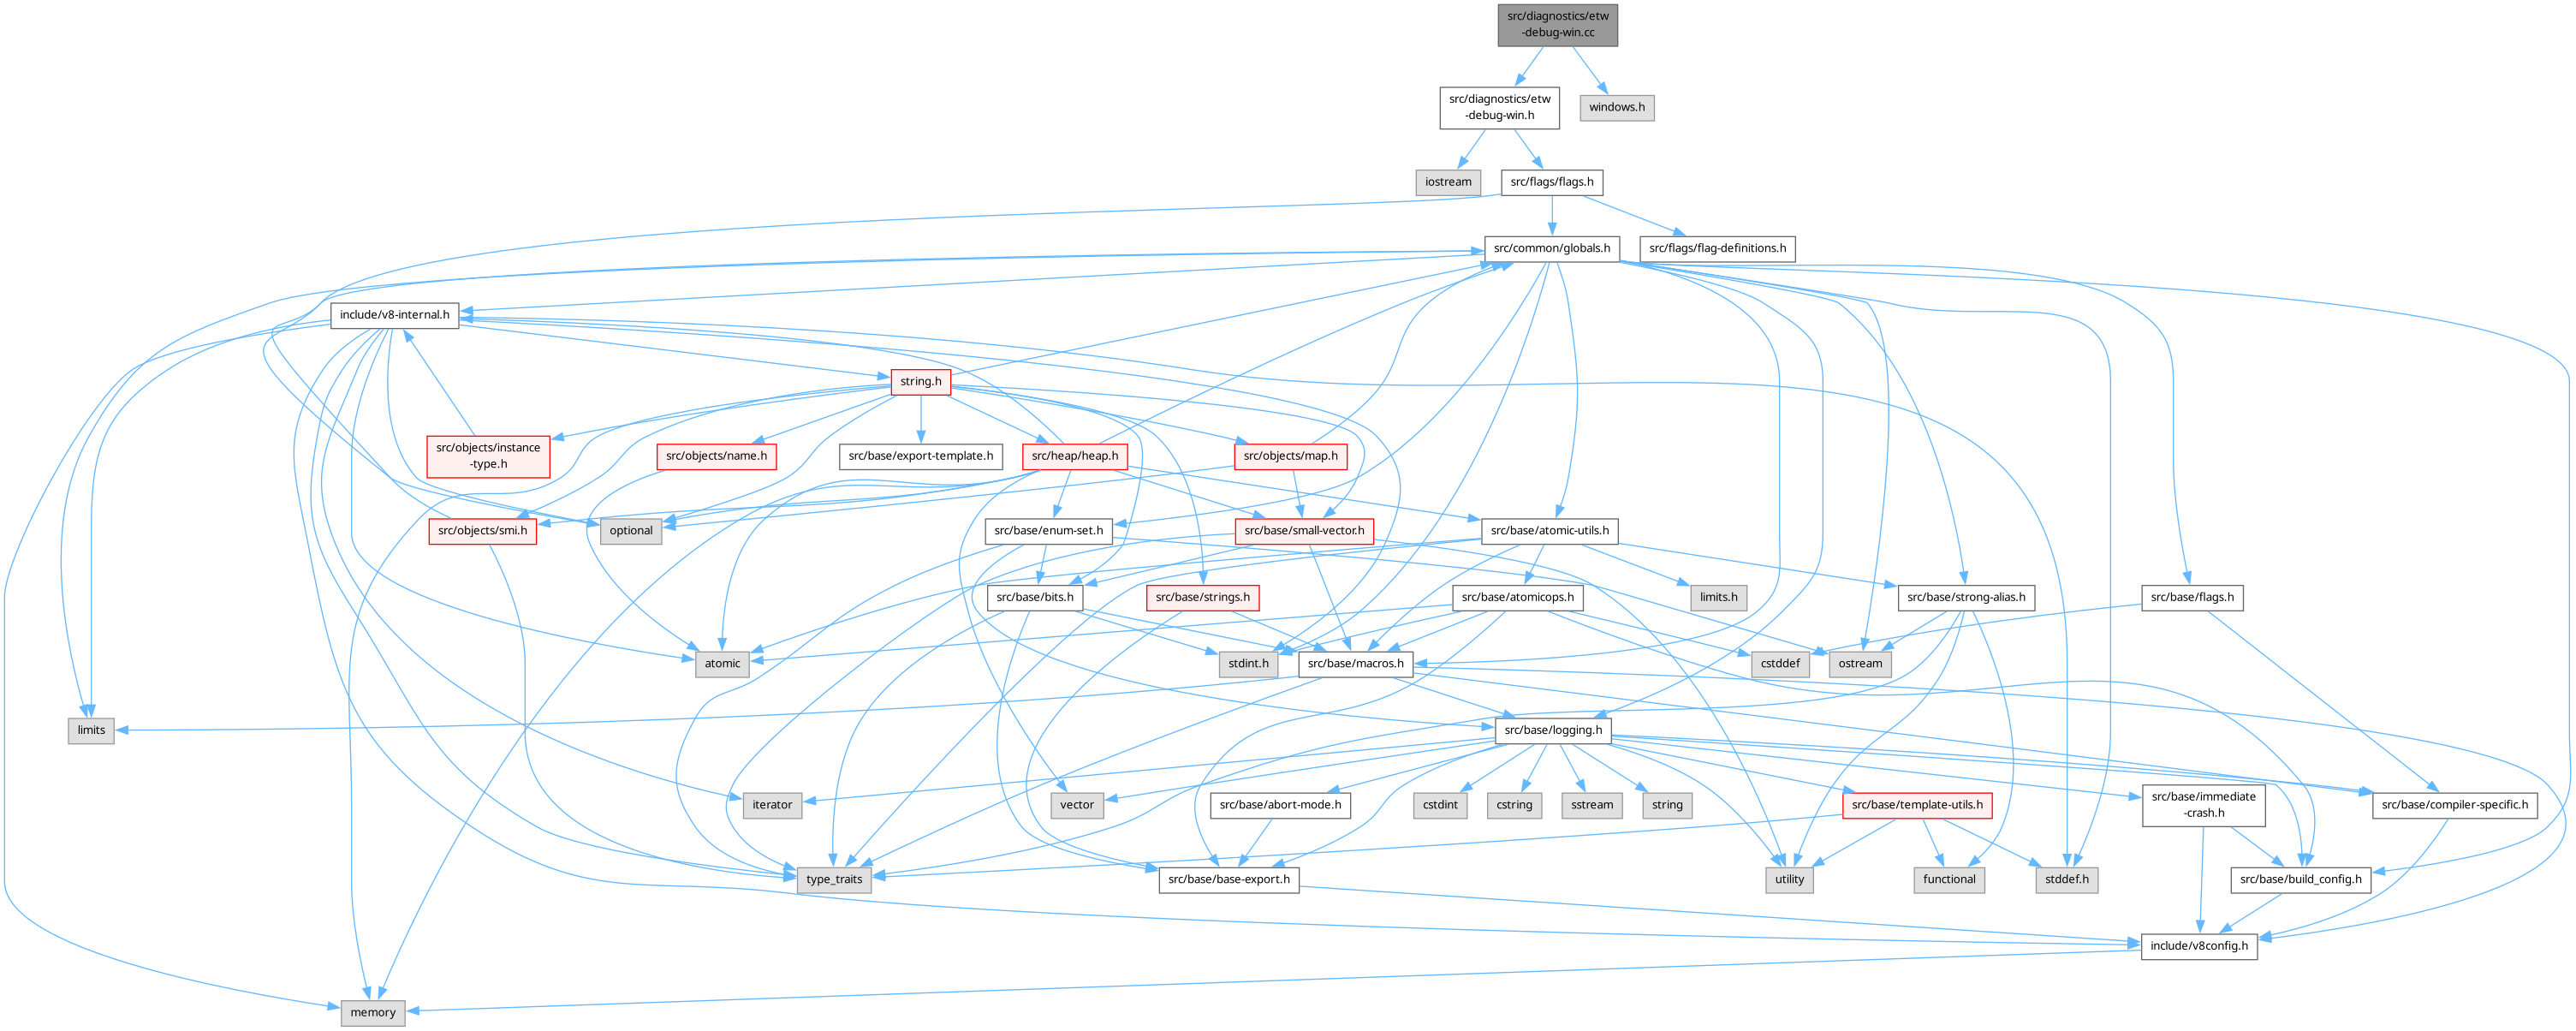 src/diagnostics/etw
-debug-win.cc
src/diagnostics/etw
-debug-win.h
windows.h
iostream
src/flags/flags.h
src/common/globals.h
src/flags/flag-definitions.h
include/v8-internal.h
string.h
src/objects/instance
-type.h
src/objects/name.h
src/base/export-template.h
src/heap/heap.h
src/objects/map.h
src/objects/smi.h
optional
src/base/enum-set.h
src/base/small-vector.h
src/base/atomic-utils.h
src/base/bits.h
src/base/strings.h
src/base/atomicops.h
limits.h
src/base/strong-alias.h
src/base/flags.h
atomic
stdint.h
src/base/macros.h
cstddef
ostream
limits
src/base/logging.h
iterator
vector
src/base/abort-mode.h
cstdint
cstring
sstream
string
src/base/template-utils.h
src/base/immediate
-crash.h
src/base/compiler-specific.h
type_traits
src/base/base-export.h
utility
functional
stddef.h
src/base/build_config.h
include/v8config.h
memory